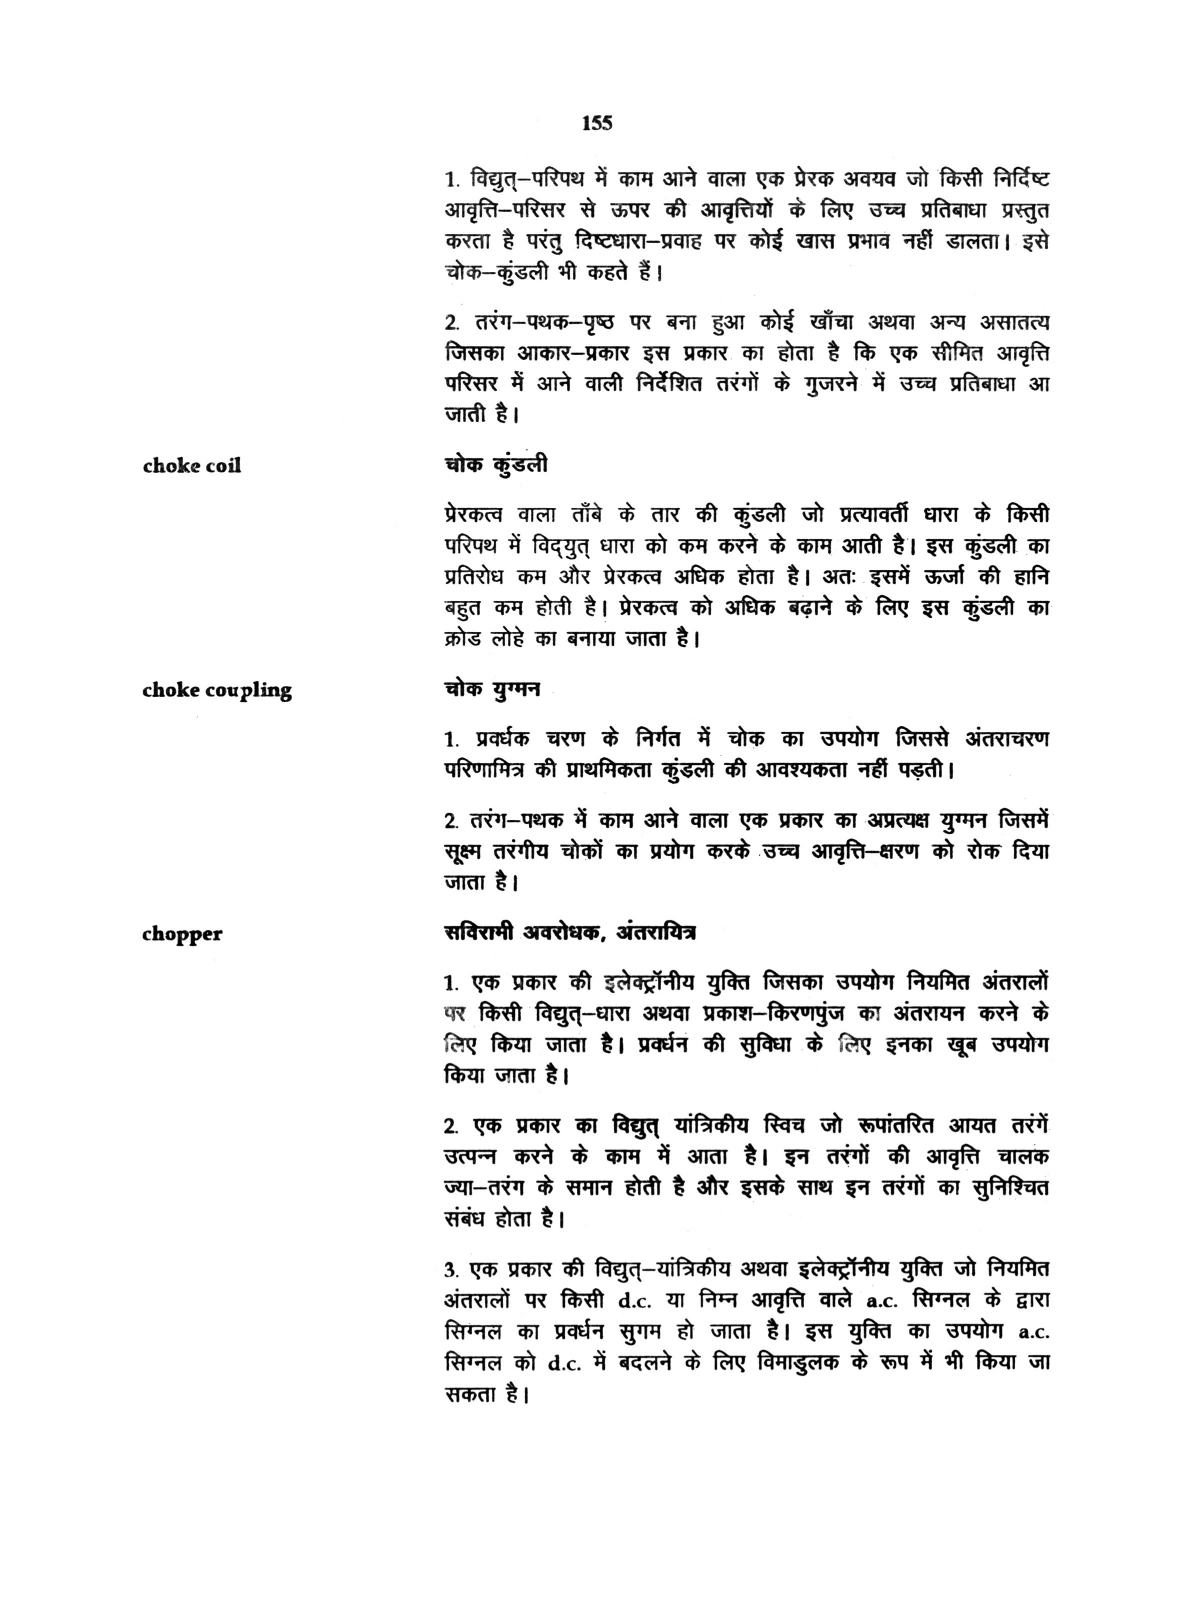 155
1. विद्युत्–परिपथ में काम आने वाला एक प्रेरक अवयव जो किसी निर्दिष्ट
आवृत्ति–परिसर से ऊपर की आवृत्तियों के लिए उच्च प्रतिबाधा प्रस्तुत
करता है परंतु दिष्टधारा–प्रवाह पर कोई खास प्रभाव नहीं डालता। इसे
चोक–कुंडली भी कहते हैं।
2. तरंग–पथक–पृष्ठ पर बना हुआ कोई खाँचा अथवा अन्य असातत्य
जिसका आकार–प्रकार इस प्रकार का होता है कि एक सीमित आवृत्ति
परिसर में आने वाली निर्देशित तरंगों के गुजरने में उच्च प्रतिबाधा आ
जाती है।
choke coil चोक कुंडली
प्रेरकत्व वाला ताँबे के तार की कुंडली जो प्रत्यावर्ती धारा के किसी
परिपथ में विद्‌युत् धारा को कम करने के काम आती है। इस कुंडली का
प्रतिरोध कम और प्रेरकत्व अधिक होता है। अतः इसमें ऊर्जा की हानि
बहुत कम होती है। प्रेरकत्व को अधिक बढ़ाने के लिए इस कुंडली का
क्रोड लोहे का बनाया जाता है।
choke coupling चोक युग्मन
1. प्रवर्धक चरण के निर्गत में चोक का उपयोग जिससे अंतराचरण
परिणामित्र की प्राथमिकता कुंडली की आवश्यकता नहीं पड़ती।
2. तरंग–पथक में काम आने वाला एक प्रकार का अप्रत्यक्ष युग्मन जिसमें
सूक्ष्म तरंगीय चोकों का प्रयोग करके उच्च आवृत्ति–क्षरण को रोक दिया
जाता है।
chopper सविरामी अवरोधक, अंतरायित्र
1. एक प्रकार की इलेक्ट्रॉनीय युक्ति जिसका उपयोग नियमित अंतरालों
पर किसी विद्युत्–धारा अथवा प्रकाश–किरणपुंज का अंतरायन करने के
लिए किया जाता है। प्रवर्धन की सुविधा के लिए इनका खूब उपयोग
किया जाता है।
2. एक प्रकार का विद्युत् यांत्रिकीय स्विच जो रूपांतरित आयत तरंगें
उत्पन्न करने के काम में आता है। इन तरंगों की आवृत्ति चालक
ज्या–तरंग के समान होती है और इसके साथ इन तरंगों का सुनिश्चित
संबंध होता है।
3. एक प्रकार की विद्युत्–यांत्रिकीय अथवा इलेक्ट्रॉनीय युक्ति जो नियमित
अंतरालों पर किसी d.c. या निम्न आवृत्ति वाले a.c. सिग्नल के द्वारा
सिग्नल का प्रवर्धन सुगम हो जाता है। इस युक्ति का उपयोग a.c.
सिग्नल को d.c. में बदलने के लिए विमाडुलक के रूप में भी किया जा
सकता है।